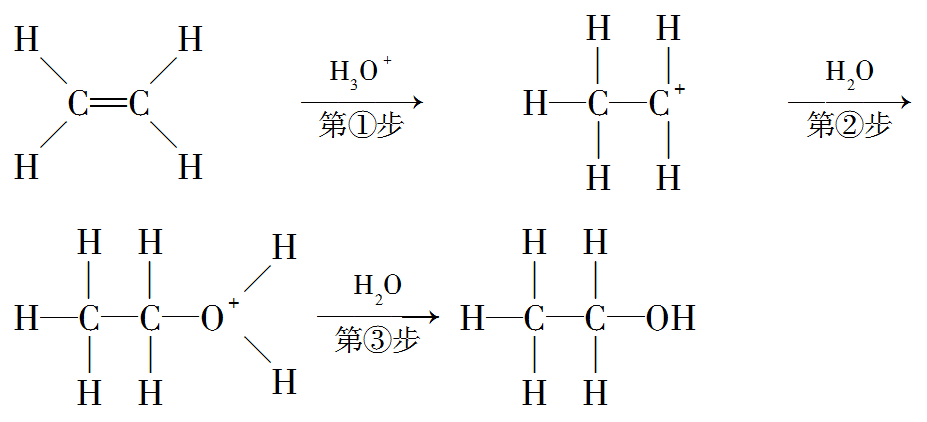 H H H H
C=C H₃O⁺ 第①步 H—C—C⁺ H₂O 第②步
H H H H
H H H
H—C—C—O⁺ H₂O 第③步 H—C—C—OH
H H H H H